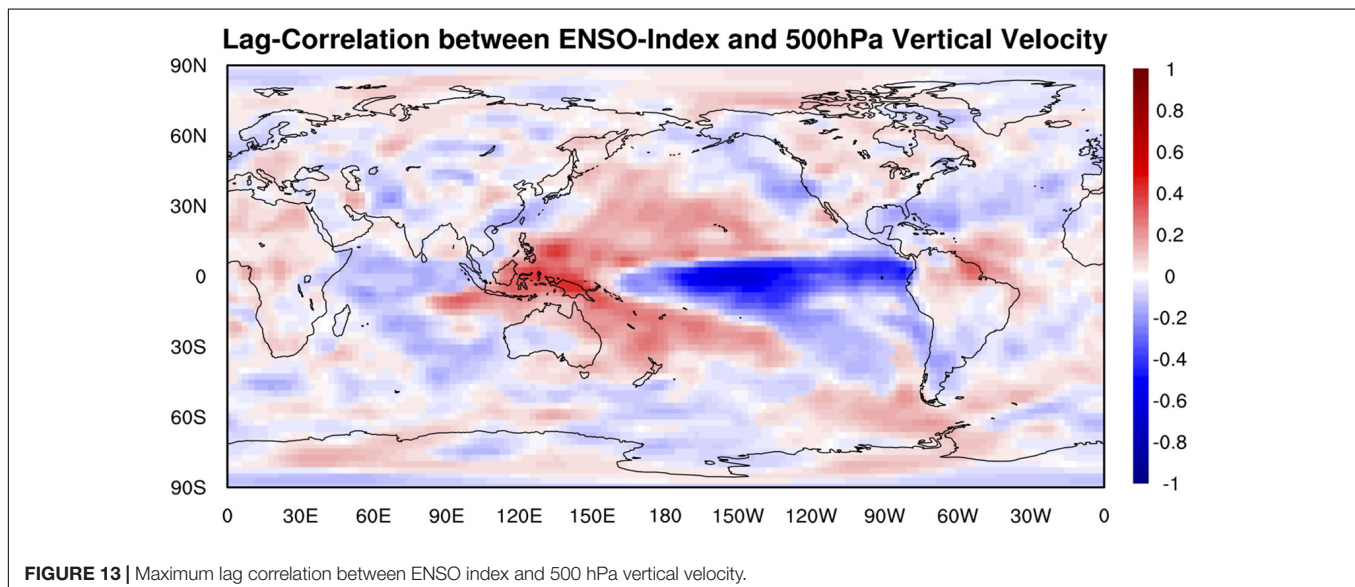 Lag-Correlation between ENSO-Index and 500hPa Vertical Velocity
90N
60N
30N
0
30S
60S
90S
0 30E 60E 90E 120E 150E 180 150W 120W 90W 60W 30W 0
1
0.8
0.6
0.4
0.2
0
-0.2
-0.4
-0.6
-0.8
-1
FIGURE 13 | Maximum lag correlation between ENSO index and 500 hPa vertical velocity.